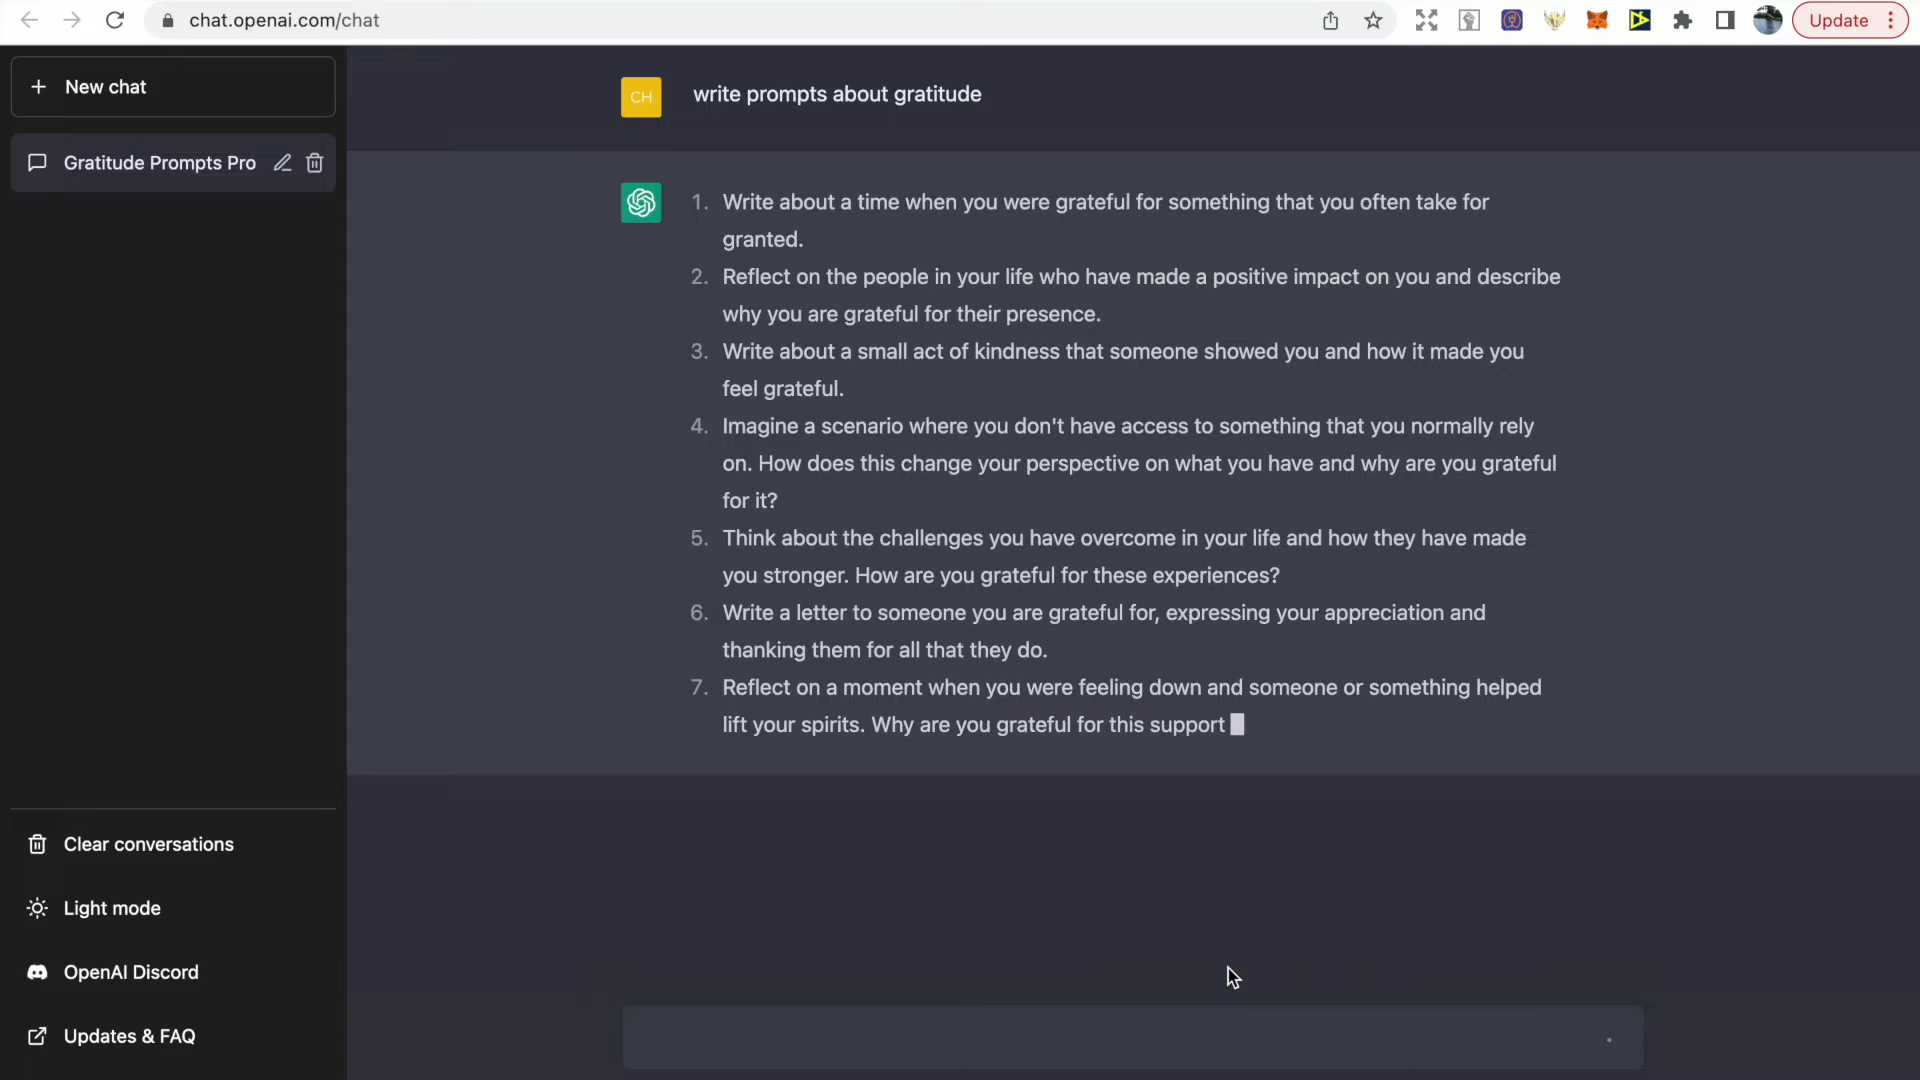 chat.openai.com/chat
Update
New chat
Gratitude Prompts Pro
Clear conversations
Light mode
OpenAI Discord
Updates & FAQ
CH
write prompts about gratitude
1. Write about a time when you were grateful for something that you often take for
granted.
2. Reflect on the people in your life who have made a positive impact on you and describe
why you are grateful for their presence.
3. Write about a small act of kindness that someone showed you and how it made you
feel grateful.
4. Imagine a scenario where you don't have access to something that you normally rely
on. How does this change your perspective on what you have and why are you grateful
for it?
5. Think about the challenges you have overcome in your life and how they have made
you stronger. How are you grateful for these experiences?
6. Write a letter to someone you are grateful for, expressing your appreciation and
thanking them for all that they do.
7. Reflect on a moment when you were feeling down and someone or something helped
lift your spirits. Why are you grateful for this support